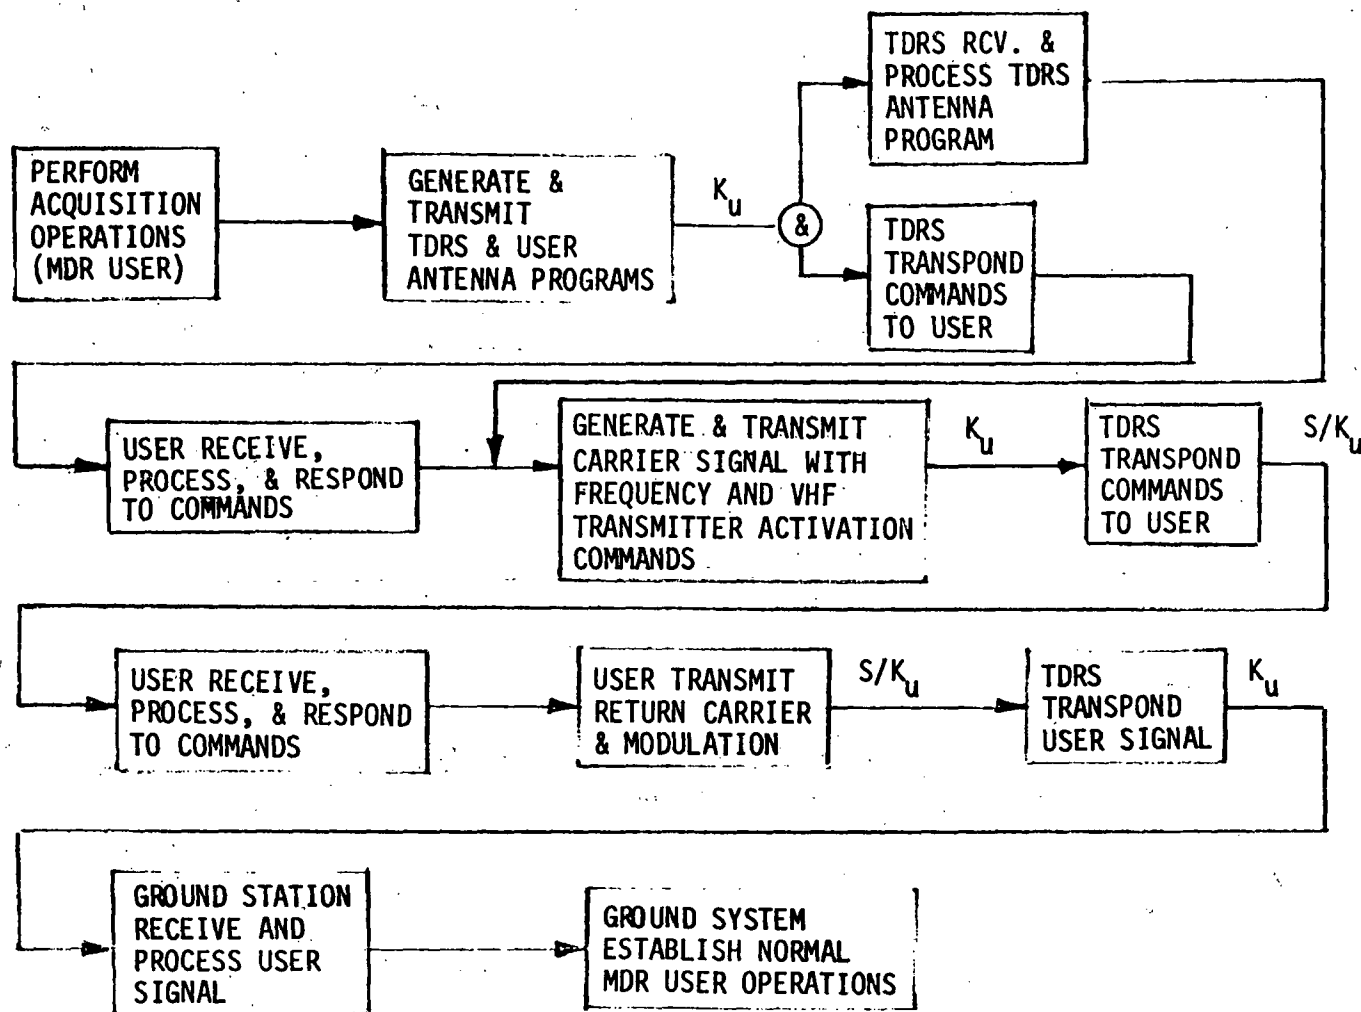 PERFORM
ACQUISITION
OPERATIONS
(MDR USER)
GENERATE &
TRANSMIT
TDRS & USER
ANTENNA PROGRAMS
Ku
&
TDRS RCV. &
PROCESS TDRS
ANTENNA
PROGRAM
TDRS
TRANSPOND
COMMANDS
TO USER
USER RECEIVE,
PROCESS, & RESPOND
TO COMMANDS
GENERATE & TRANSMIT
CARRIER SIGNAL WITH
FREQUENCY AND VHF
TRANSMITTER ACTIVATION
COMMANDS
Ku
TDRS
TRANSPOND
COMMANDS
TO USER
S/Ku
USER RECEIVE,
PROCESS, & RESPOND
TO COMMANDS
USER TRANSMIT
RETURN CARRIER
& MODULATION
S/Ku
TDRS
TRANSPOND
USER SIGNAL
Ku
GROUND STATION
RECEIVE AND
PROCESS USER
SIGNAL
GROUND SYSTEM
ESTABLISH NORMAL
MDR USER OPERATIONS